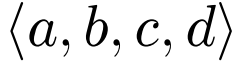 ⟨a, b, c, d⟩